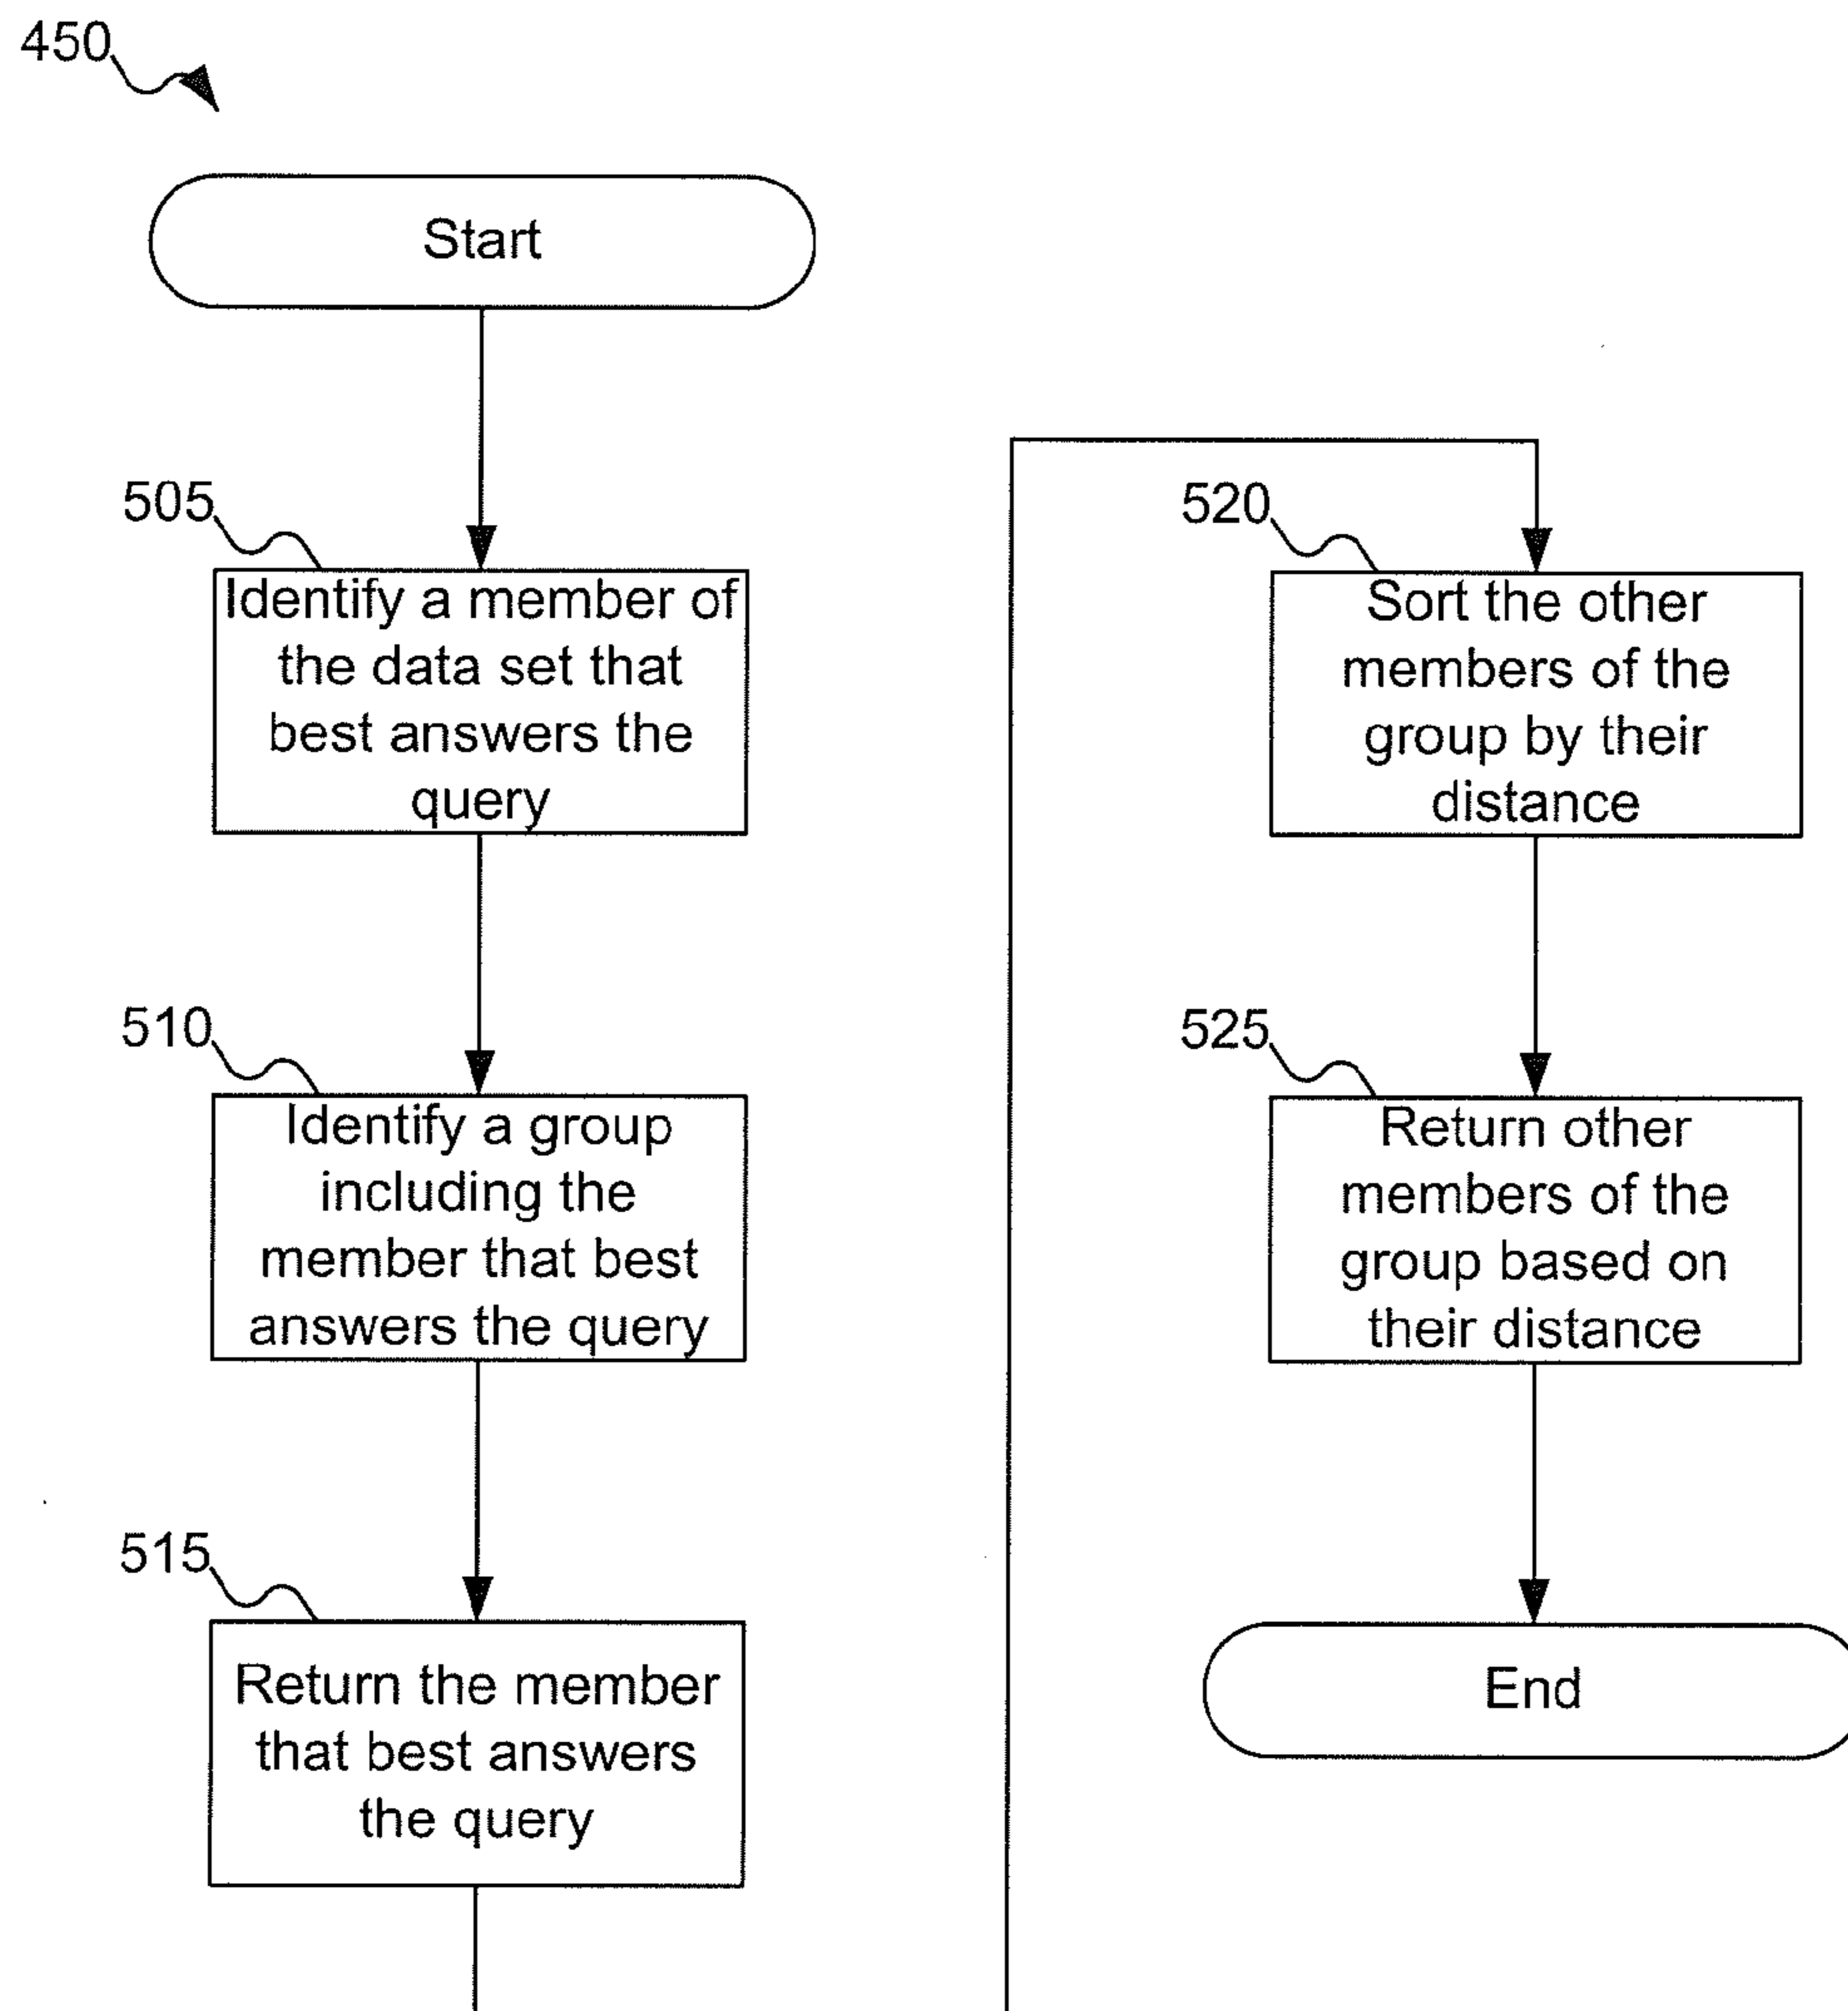 450
Start
505
Identify a member of
the data set that
best answers the
query
510
Identify a group
including the
member that best
answers the query
515
Return the member
that best answers
the query
520
Sort the other
members of the
group by their
distance
525
Return other
members of the
group based on
their distance
End